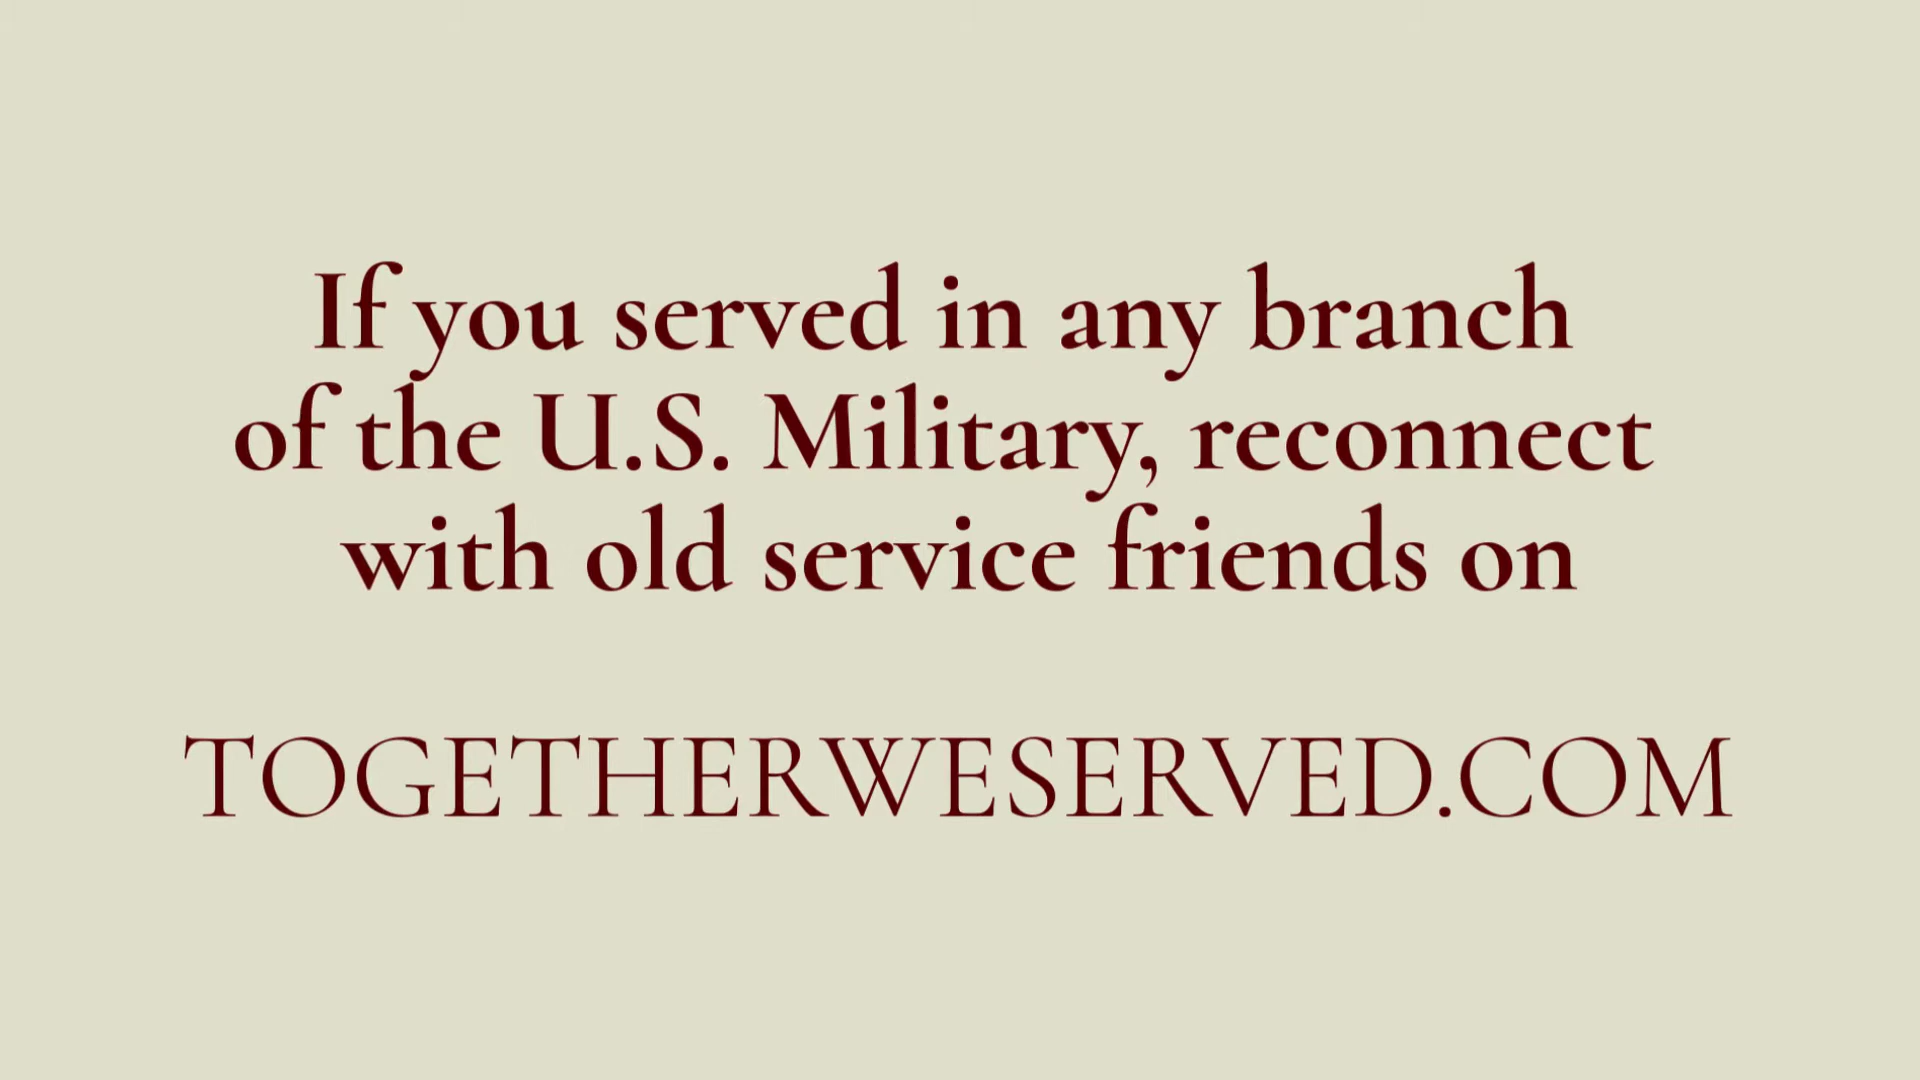 If you served in any branch
of the U.S. Military, reconnect
with old service friends on
TOGETHERWESERVED.COM